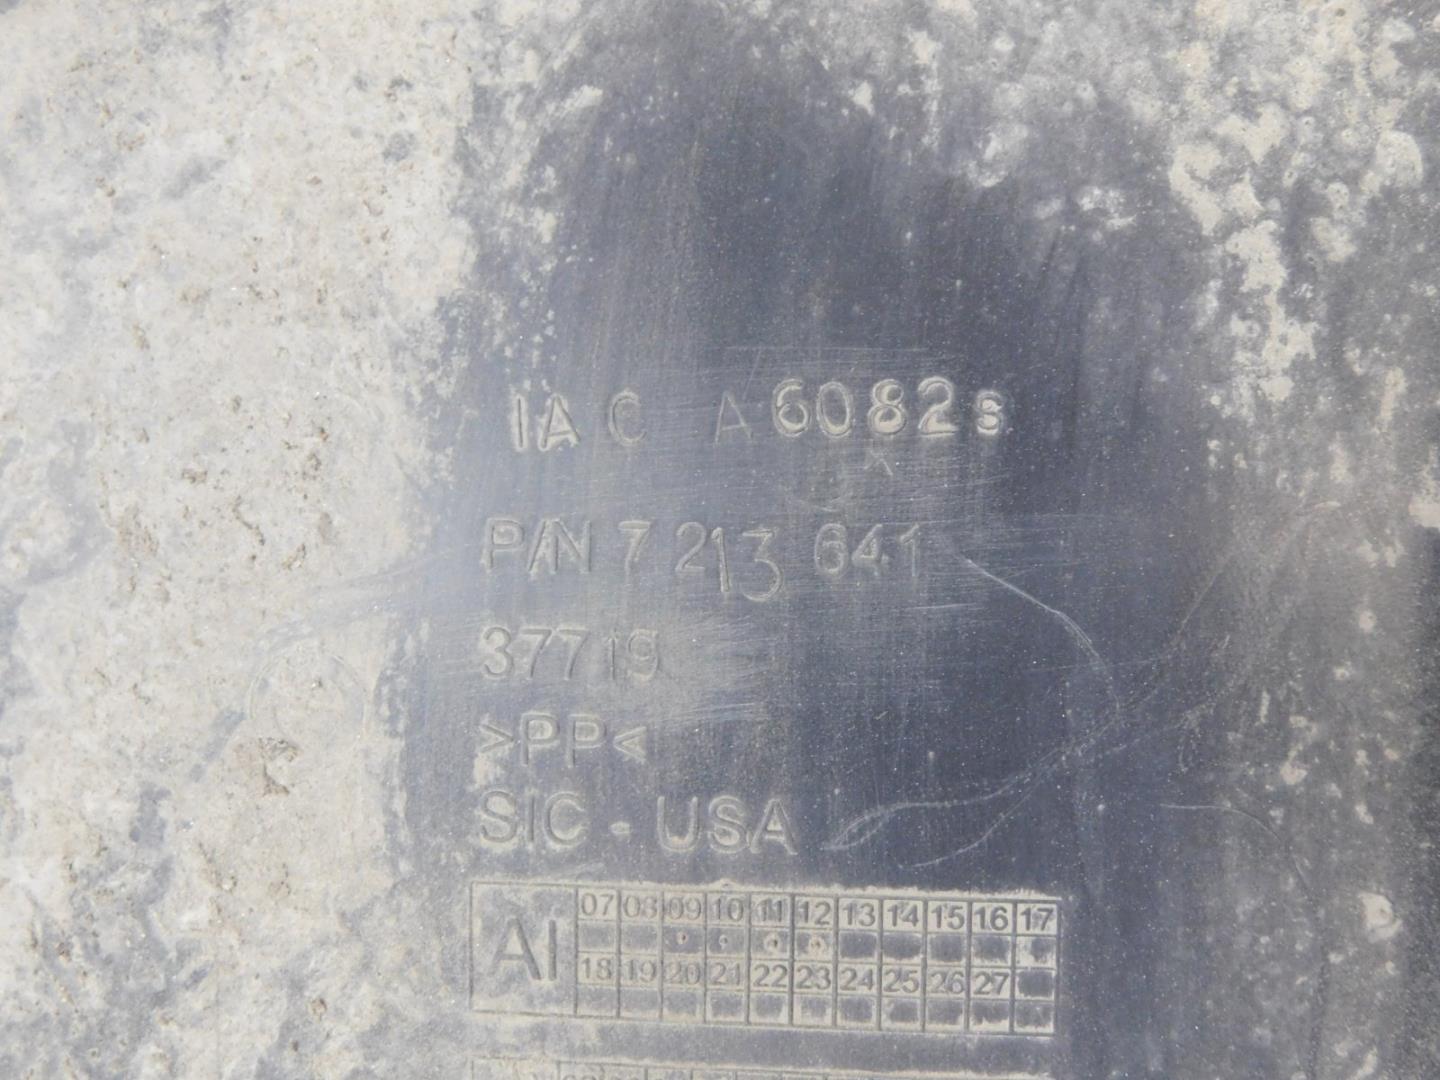 IAC A6082s
P/N 7 213 641
37719
>PP<
SIC - USA
AI 07 08 09 10 11 12 13 14 15 16 17
18 19 20 21 22 23 24 25 26 27